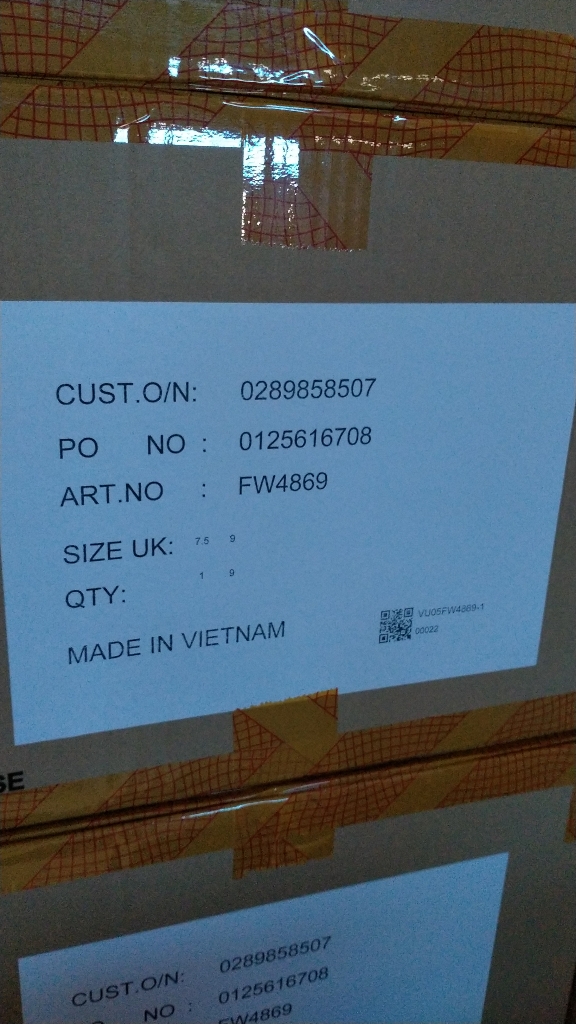 CUST.O/N: 0289858507
PO NO : 0125616708
ART.NO : FW4869
SIZE UK: 7.5 9
QTY: 1 9
MADE IN VIETNAM
VU05FW4869-1
00022
SE
CUST.O/N: 0289858507
NO : 0125616708
FW4869